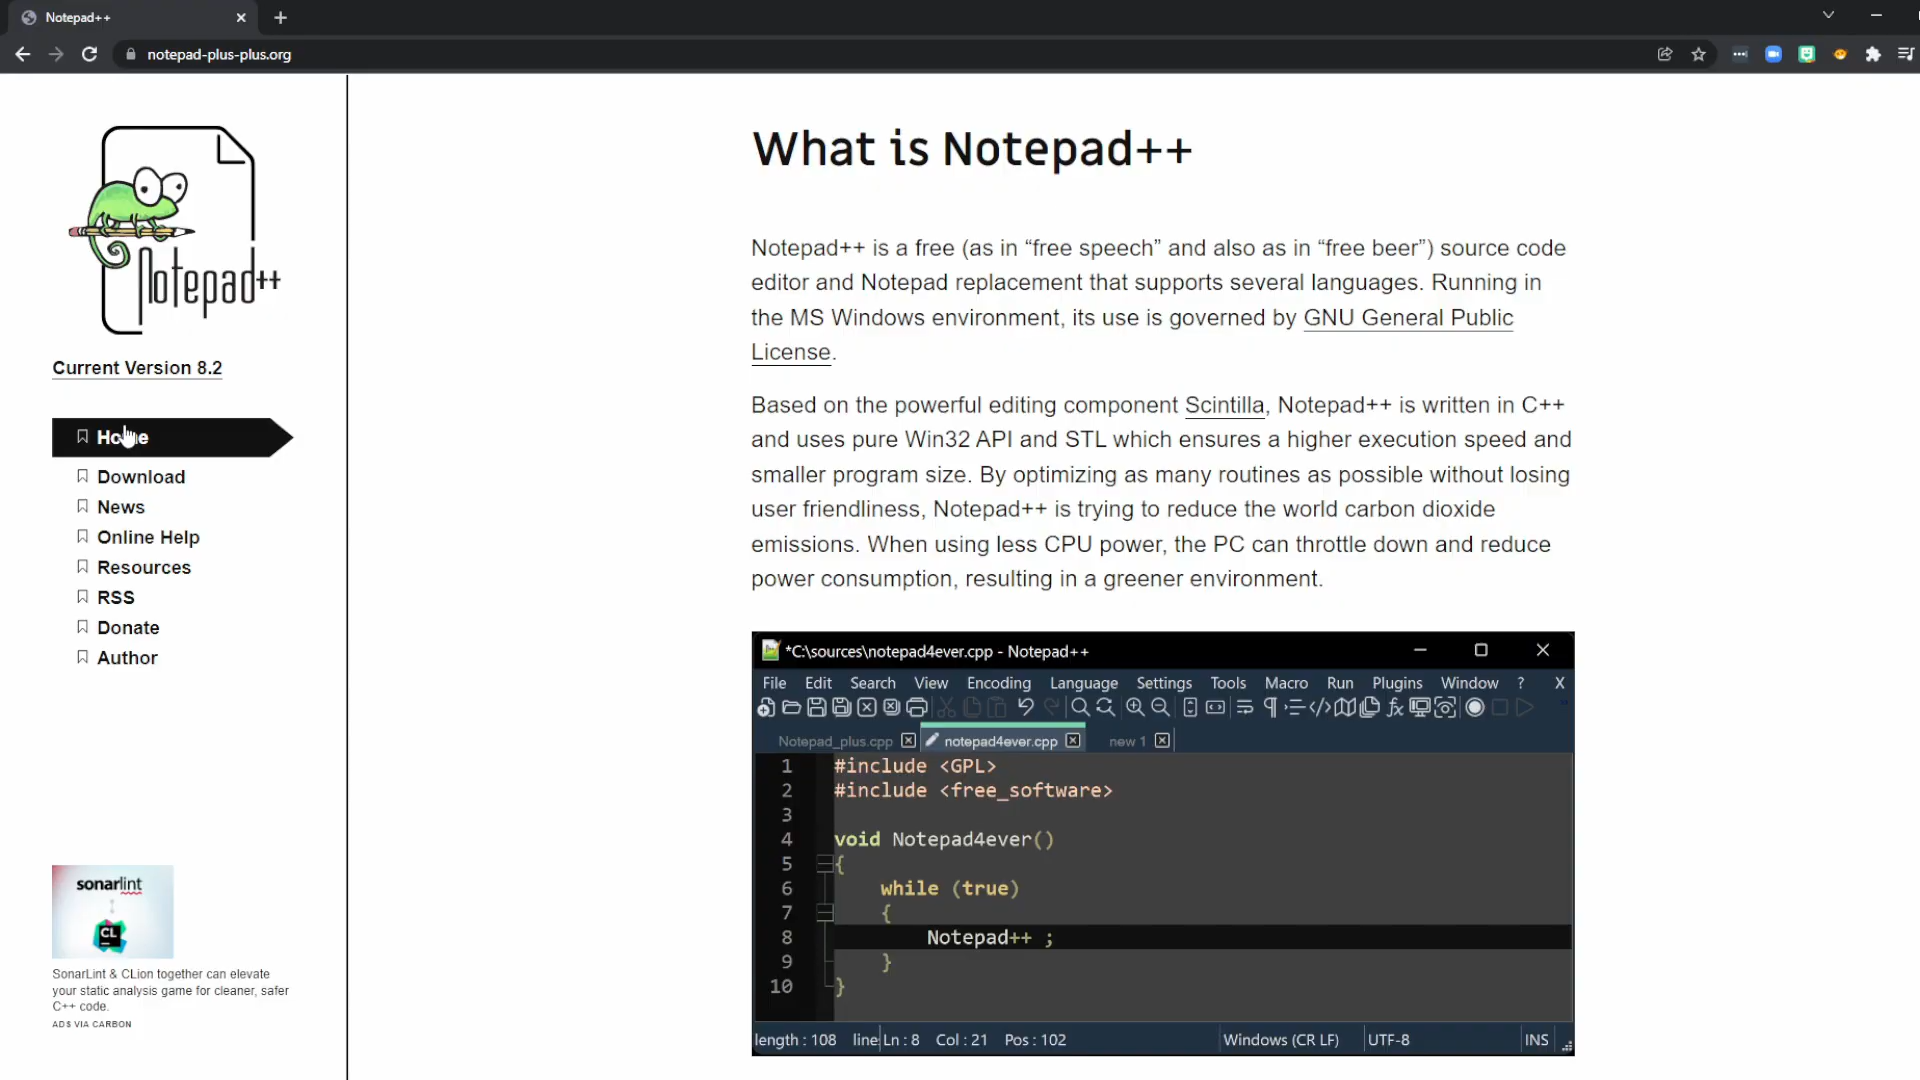 Notepad++
notepad-plus-plus.org
Notepad++
Current Version 8.2
Home
Download
News
Online Help
Resources
RSS
Donate
Author
sonarlint
CL
SonarLint & CLion together can elevate
your static analysis game for cleaner, safer
C++ code.
ADS VIA CARBON
What is Notepad++
Notepad++ is a free (as in “free speech” and also as in “free beer”) source code
editor and Notepad replacement that supports several languages. Running in
the MS Windows environment, its use is governed by GNU General Public
License.
Based on the powerful editing component Scintilla, Notepad++ is written in C++
and uses pure Win32 API and STL which ensures a higher execution speed and
smaller program size. By optimizing as many routines as possible without losing
user friendliness, Notepad++ is trying to reduce the world carbon dioxide
emissions. When using less CPU power, the PC can throttle down and reduce
power consumption, resulting in a greener environment.
*C:\sources\notepad4ever.cpp - Notepad++
File Edit Search View Encoding Language Settings Tools Macro Run Plugins Window ? X
Notepad_plus.cpp notepad4ever.cpp new 1
1 #include <GPL>
2 #include <free_software>
3
4 void Notepad4ever()
5 {
6 while (true)
7 {
8 Notepad++ ;
9 }
10 }
length : 108 line Ln : 8 Col : 21 Pos : 102 Windows (CR LF) UTF-8 INS